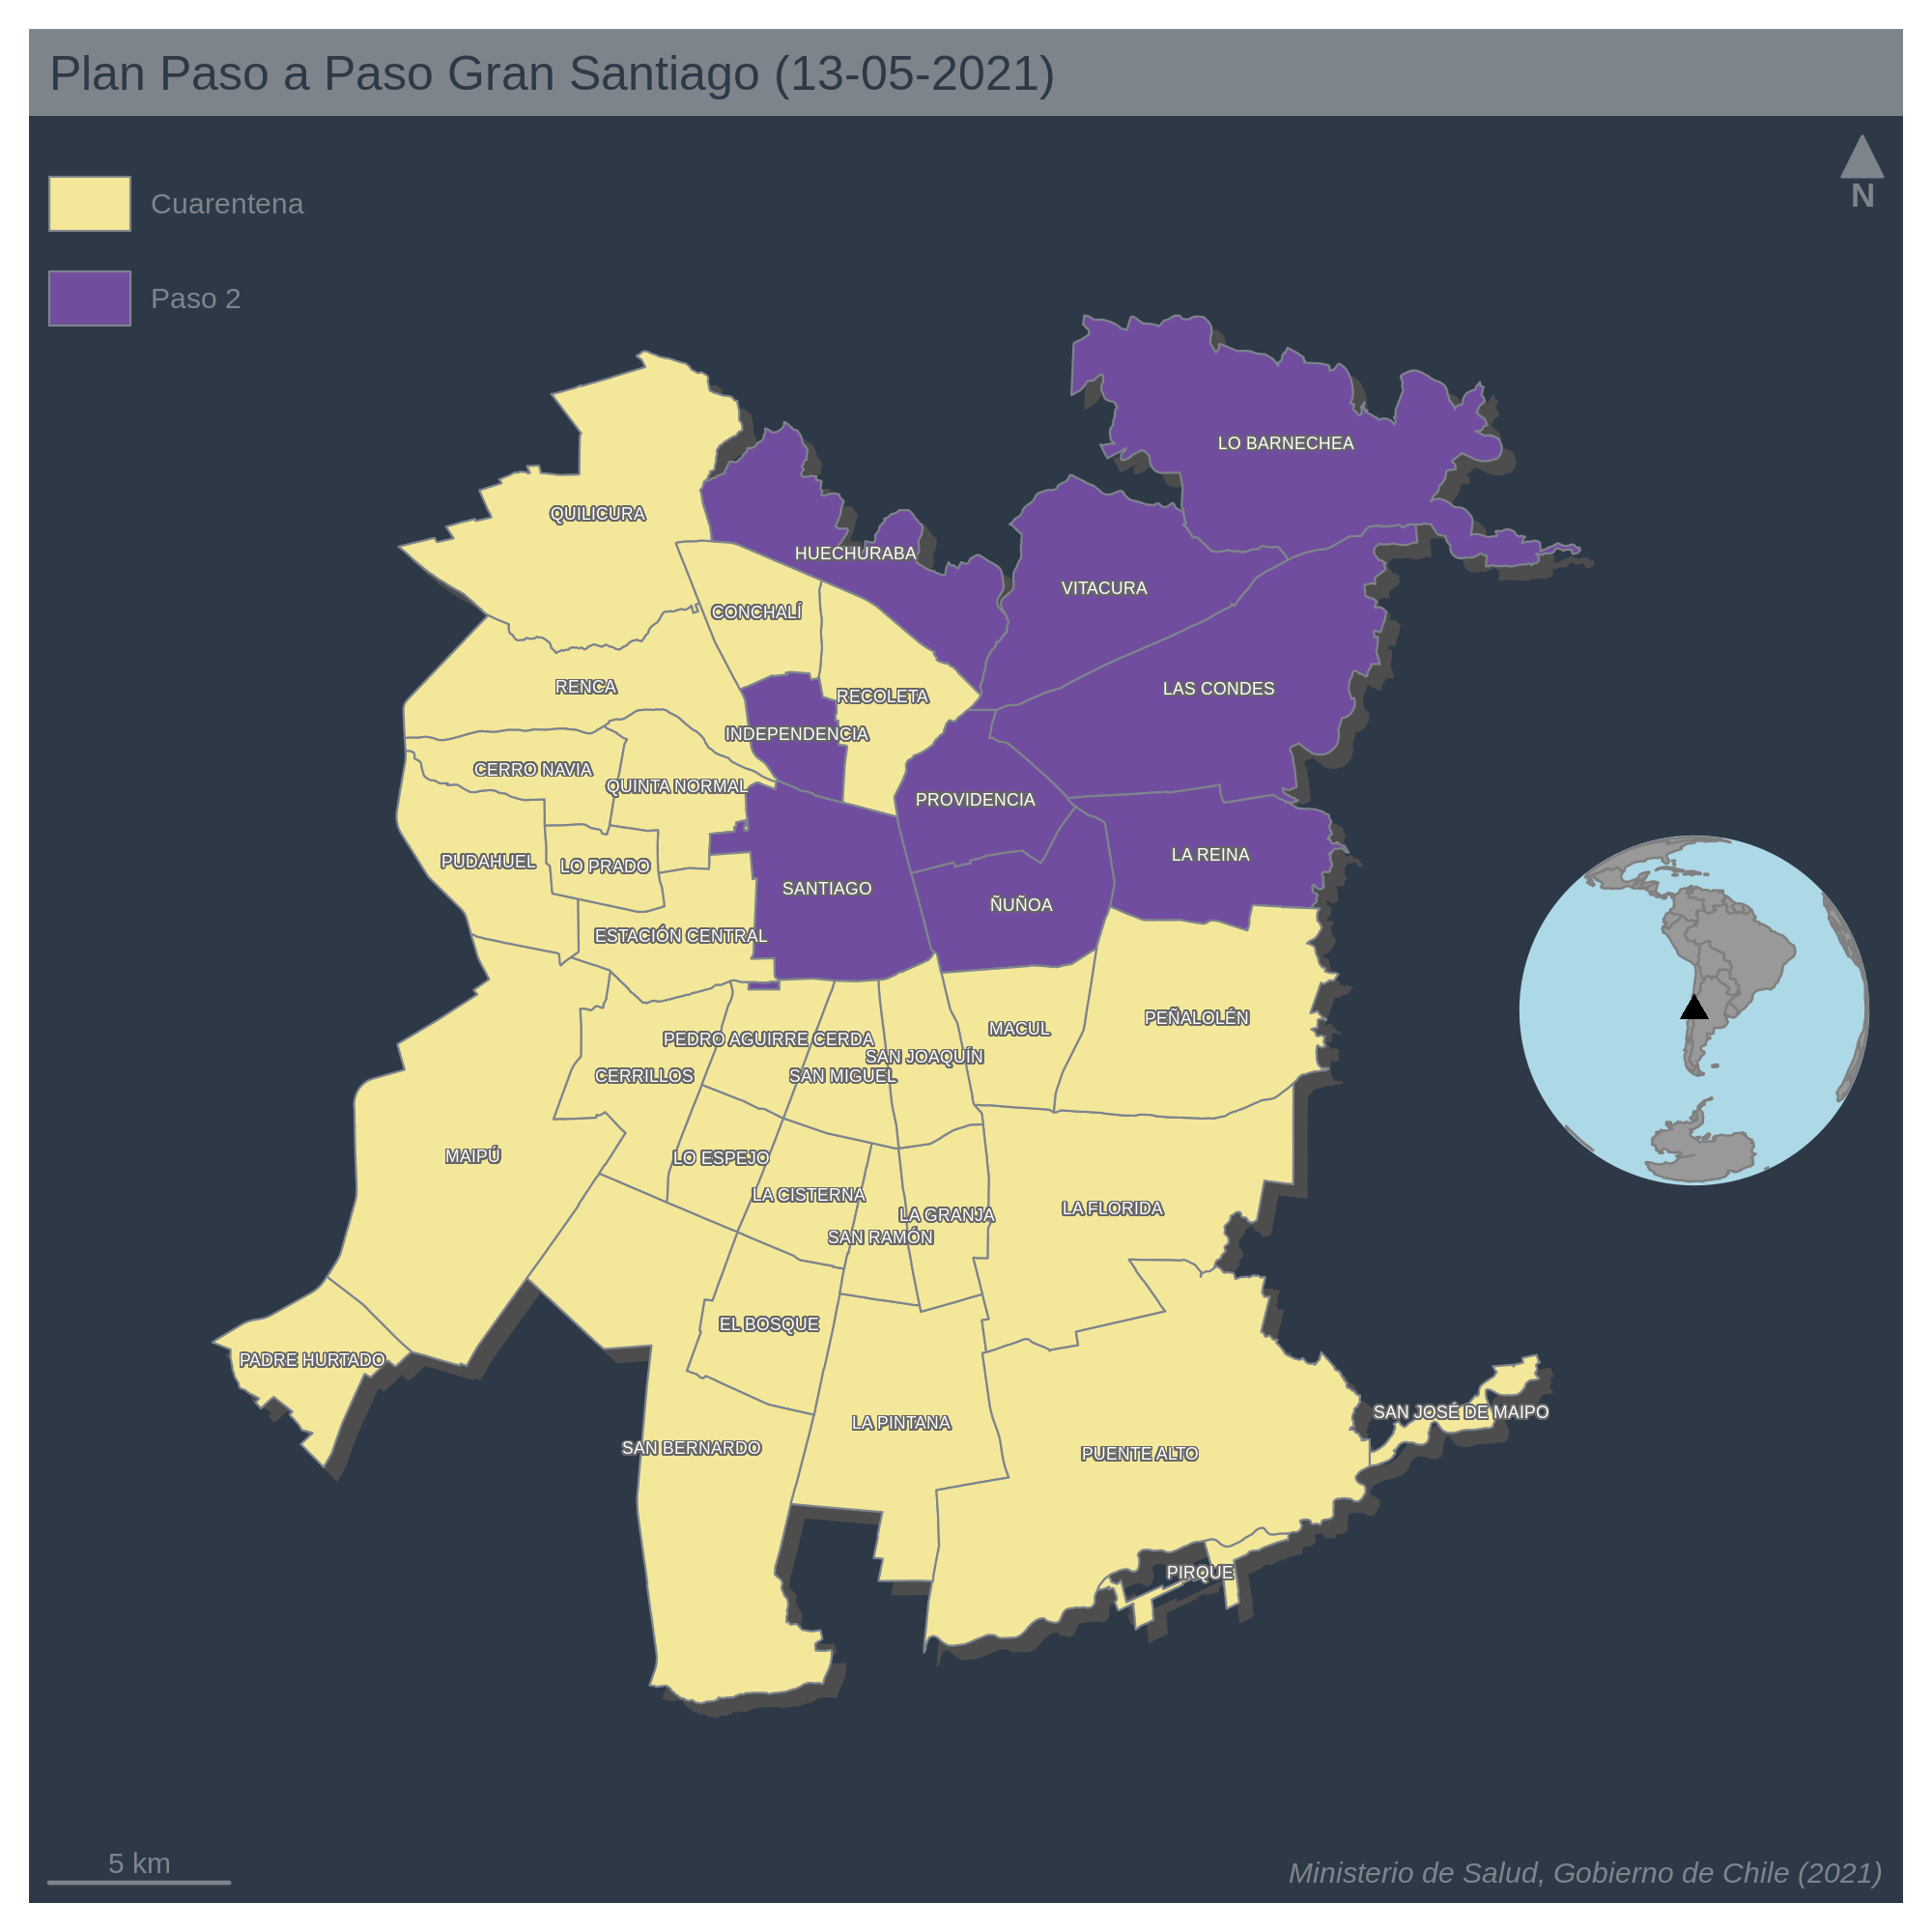 Plan Paso a Paso Gran Santiago (13-05-2021)
N
Cuarentena
Paso 2
LO BARNECHEA
QUILICURA
HUECHURABA
VITACURA
CONCHALÍ
RENCA
LAS CONDES
RECOLETA
INDEPENDENCIA
CERRO NAVIA
QUINTA NORMAL
PROVIDENCIA
LA REINA
PUDAHUEL
LO PRADO
SANTIAGO
ÑUÑOA
ESTACIÓN CENTRAL
PEÑALOLÉN
MACUL
PEDRO AGUIRRE CERDA
SAN JOAQUÍN
CERRILLOS
SAN MIGUEL
MAIPÚ
LO ESPEJO
LA CISTERNA
LA FLORIDA
LA GRANJA
SAN RAMÓN
EL BOSQUE
PADRE HURTADO
SAN JOSÉ DE MAIPO
LA PINTANA
SAN BERNARDO
PUENTE ALTO
PIRQUE
5 km
Ministerio de Salud, Gobierno de Chile (2021)